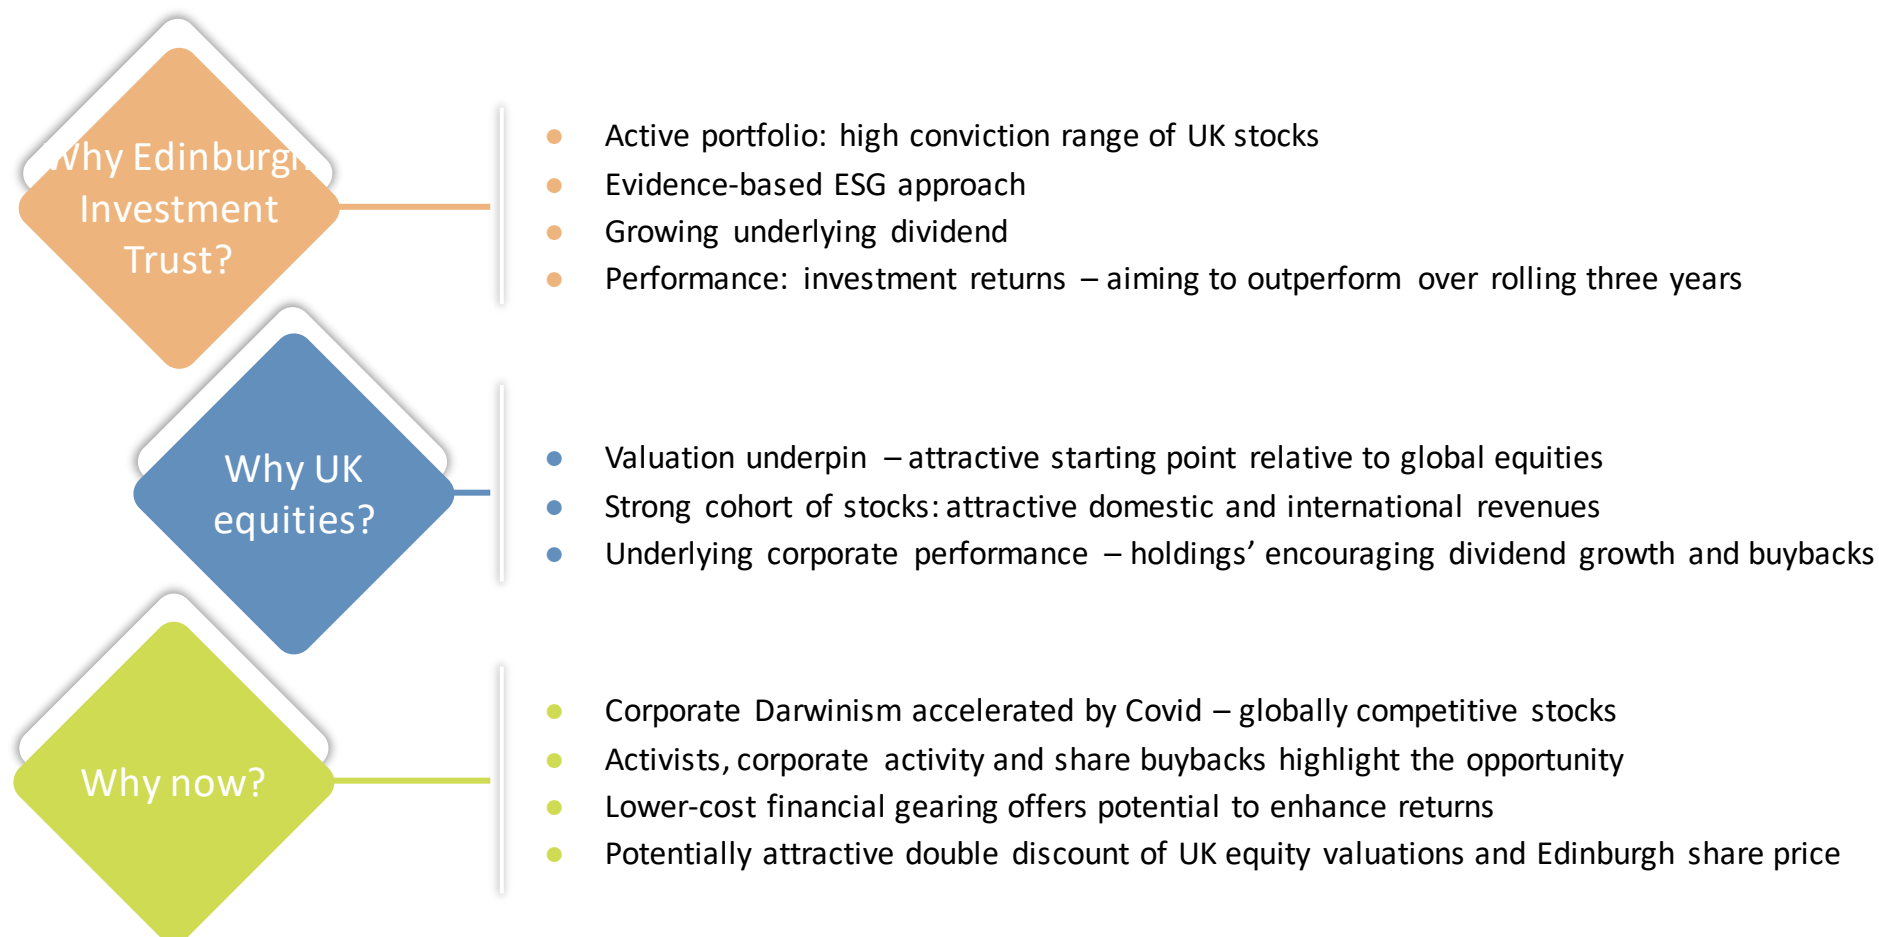 Why Edinburgh
Investment
Trust?
Active portfolio: high conviction range of UK stocks
Evidence-based ESG approach
Growing underlying dividend
Performance: investment returns – aiming to outperform over rolling three years
Why UK
equities?
Valuation underpin – attractive starting point relative to global equities
Strong cohort of stocks: attractive domestic and international revenues
Underlying corporate performance – holdings’ encouraging dividend growth and buybacks
Why now?
Corporate Darwinism accelerated by Covid – globally competitive stocks
Activists, corporate activity and share buybacks highlight the opportunity
Lower-cost financial gearing offers potential to enhance returns
Potentially attractive double discount of UK equity valuations and Edinburgh share price